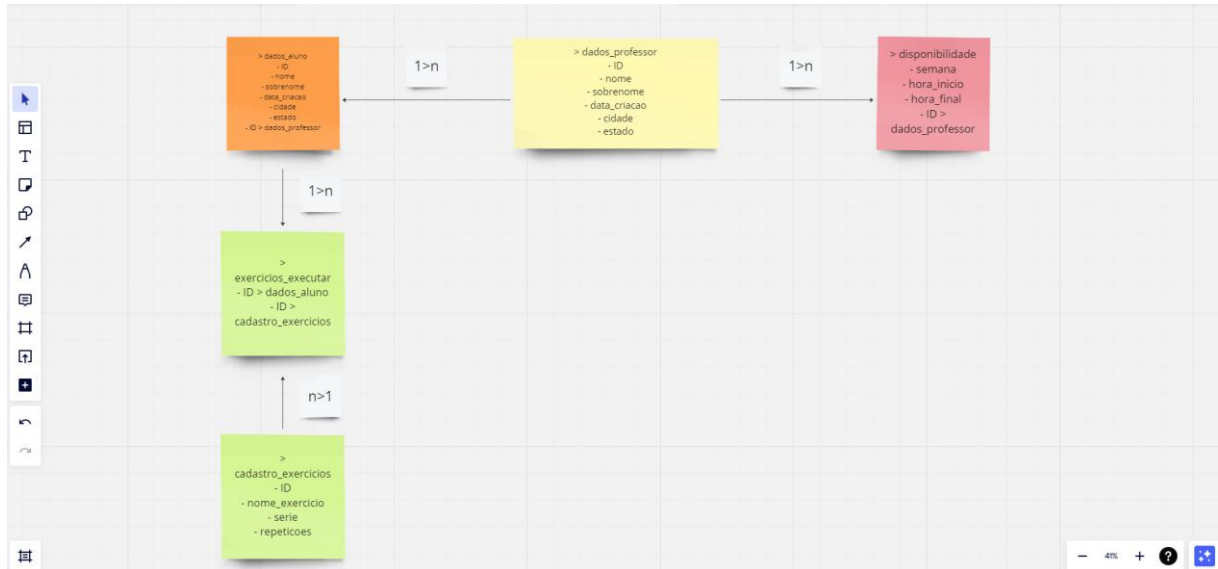 > dados_aluno
- ID
- nome
- sobrenome
- data_criacao
- cidade
- estado
- ID > dados_professor
1>n
> dados_professor
- ID
- nome
- sobrenome
- data_criacao
- cidade
- estado
1>n
> disponibilidade
- semana
- hora_inicio
- hora_final
- ID >
dados_professor
1>n
>
exercicios_executar
- ID > dados_aluno
- ID >
cadastro_exercicios
n>1
>
cadastro_exercicios
- ID
- nome_exercicio
- serie
- repeticoes
41%